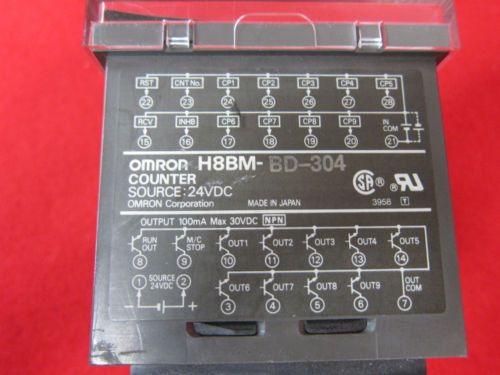 RST CNT No. CP1 CP2 CP3 CP4 CP5
22 23 24 25 26 27 28
RCV INHB CP6 CP7 CP8 CP9 IN COM
15 16 17 18 19 20 21
OMRON H8BM-BD-304
COUNTER
SOURCE: 24VDC
OMRON Corporation MADE IN JAPAN 3958 T
OUTPUT 100mA Max 30VDC NPN
RUN OUT M/C STOP OUT1 OUT2 OUT3 OUT4 OUT5
8 9 10 11 12 13 14
1 SOURCE 24VDC 2 OUT6 OUT7 OUT8 OUT9 OUT COM
3 4 5 6 7
− +